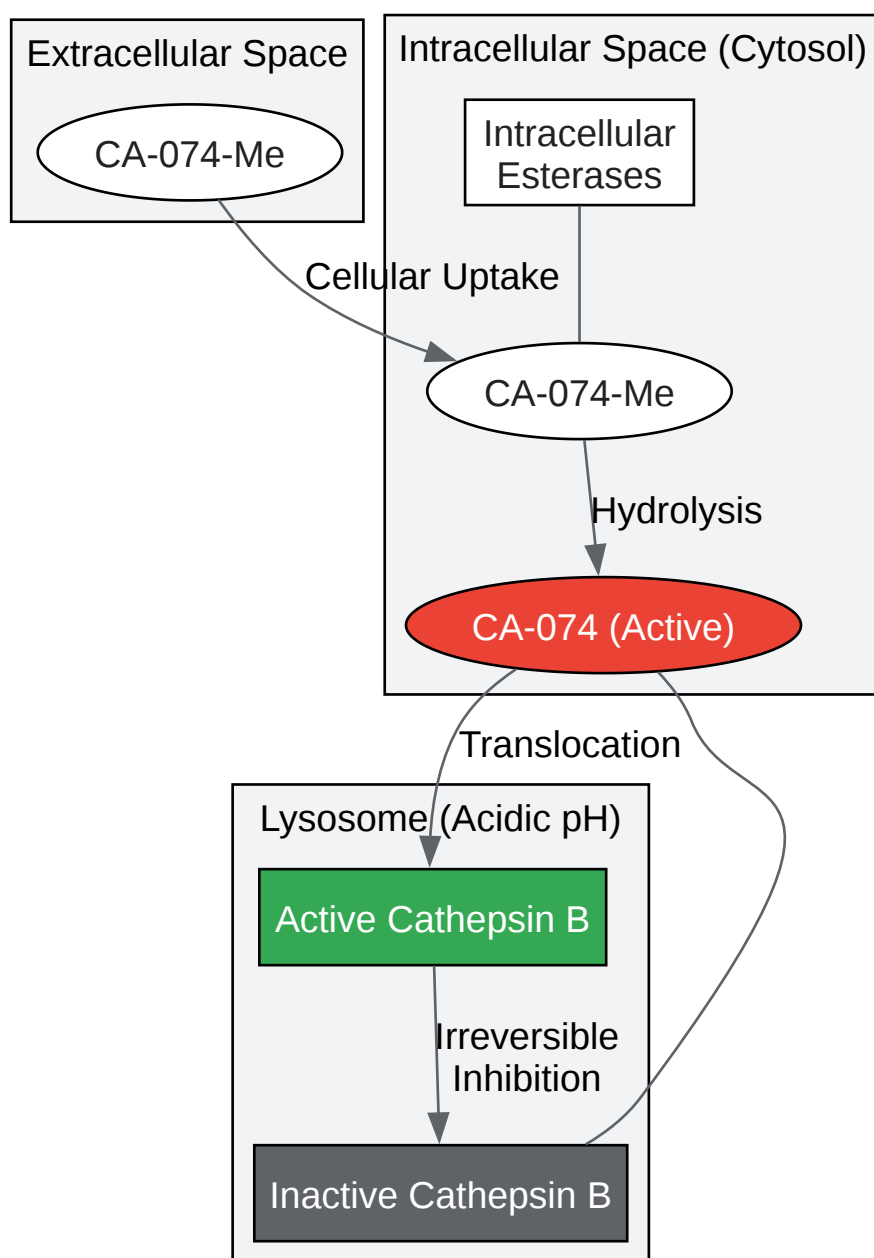 Extracellular Space
CA-074-Me
Intracellular Space (Cytosol)
Intracellular
Esterases
Cellular Uptake
CA-074-Me
Hydrolysis
CA-074 (Active)
Translocation
Lysosome (Acidic pH)
Active Cathepsin B
Irreversible
Inhibition
Inactive Cathepsin B